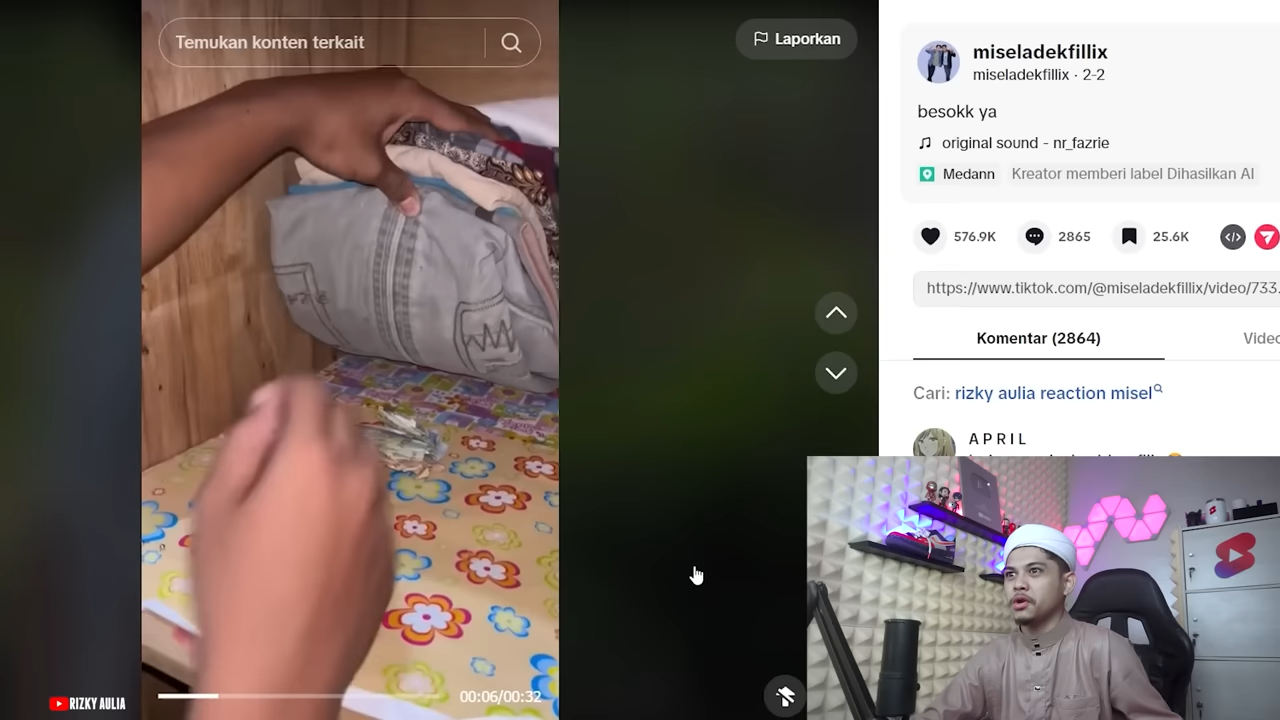 Temukan konten terkait
Laporkan
00:06/00:32
RIZKY AULIA
miseladekfillix
miseladekfillix · 2-2
besokk ya
original sound - nr_fazrie
Medann
Kreator memberi label Dihasilkan AI
576.9K
2865
25.6K
https://www.tiktok.com/@miseladekfillix/video/733.
Komentar (2864)
Video
Cari: rizky aulia reaction misel
A P R I L